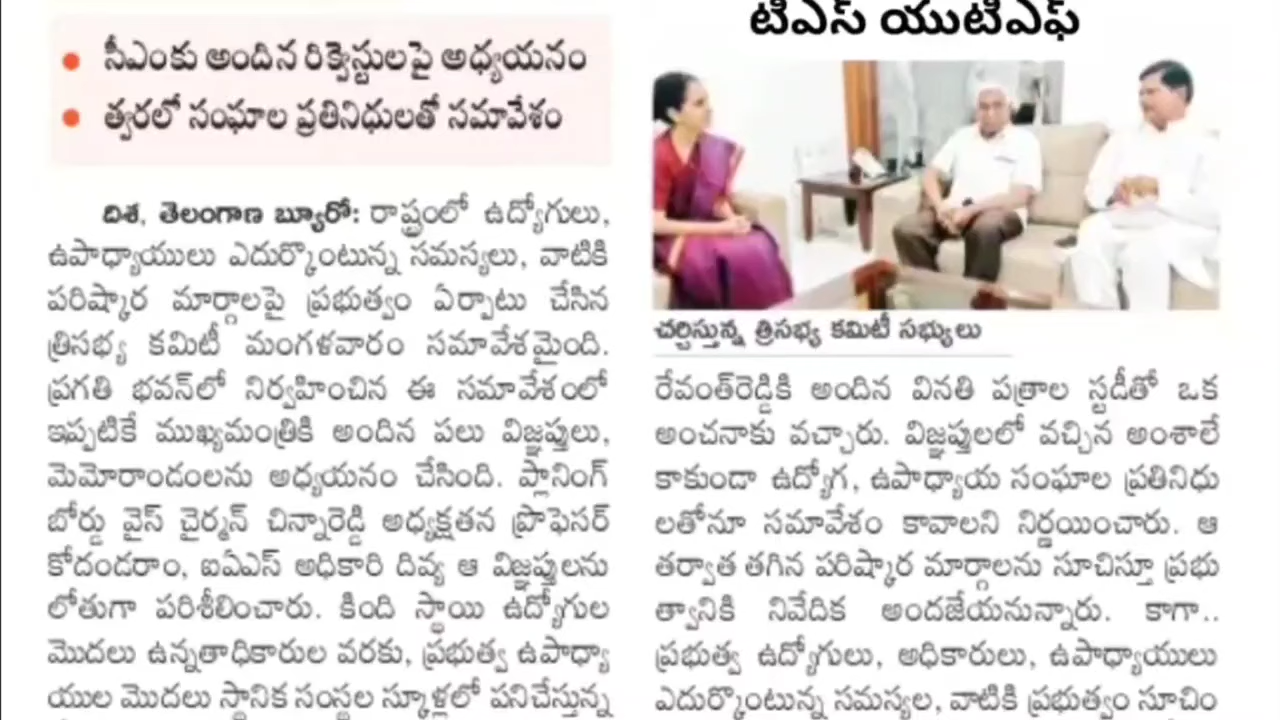 సీఎంకు అందిన రిక్వెస్టులపై అధ్యయనం
త్వరలో సంఘాల ప్రతినిధులతో సమావేశం
దిశ, తెలంగాణ బ్యూరో: రాష్ట్రంలో ఉద్యోగులు,
ఉపాధ్యాయులు ఎదుర్కొంటున్న సమస్యలు, వాటికి
పరిష్కార మార్గాలపై ప్రభుత్వం ఏర్పాటు చేసిన
త్రిసభ్య కమిటీ మంగళవారం సమావేశమైంది.
ప్రగతి భవన్‌లో నిర్వహించిన ఈ సమావేశంలో
ఇప్పటికే ముఖ్యమంత్రికి అందిన పలు విజ్ఞప్తులు,
మెమోరాండంలను అధ్యయనం చేసింది. ప్లానింగ్
బోర్డు వైస్ చైర్మన్ చిన్నారెడ్డి అధ్యక్షతన ప్రొఫెసర్
కోదండరాం, ఐఏఎస్ అధికారి దివ్య ఆ విజ్ఞప్తులను
లోతుగా పరిశీలించారు. కింది స్థాయి ఉద్యోగుల
మొదలు ఉన్నతాధికారుల వరకు, ప్రభుత్వ ఉపాధ్యా
యుల మొదలు స్థానిక సంస్థల స్కూళ్లలో పనిచేస్తున్న
టిఎస్ యుటిఎఫ్
చర్చిస్తున్న త్రిసభ్య కమిటీ సభ్యులు
రేవంత్‌రెడ్డికి అందిన వినతి పత్రాల స్టడీతో ఒక
అంచనాకు వచ్చారు. విజ్ఞప్తులలో వచ్చిన అంశాలే
కాకుండా ఉద్యోగ, ఉపాధ్యాయ సంఘాల ప్రతినిధు
లతోనూ సమావేశం కావాలని నిర్ణయించారు. ఆ
తర్వాత తగిన పరిష్కార మార్గాలను సూచిస్తూ ప్రభు
త్వానికి నివేదిక అందజేయనున్నారు. కాగా..
ప్రభుత్వ ఉద్యోగులు, అధికారులు, ఉపాధ్యాయులు
ఎదుర్కొంటున్న సమస్యల, వాటికి ప్రభుత్వం సూచిం